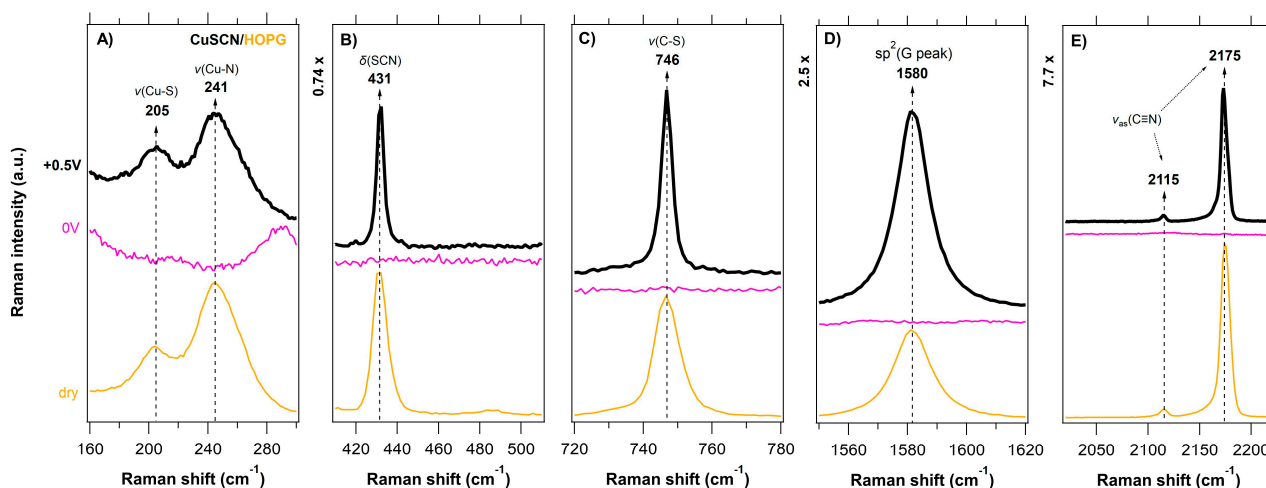 A)
CuSCN/HOPG
ν(Cu-N)
241
ν(Cu-S)
205
+0.5V
0V
dry
Raman intensity (a.u.)
160
200
240
280
Raman shift (cm⁻¹)
B)
0.74 x
δ(SCN)
431
420
440
460
480
500
Raman shift (cm⁻¹)
C)
ν(C-S)
746
720
740
760
780
Raman shift (cm⁻¹)
D)
2.5 x
sp²(G peak)
1580
1560
1580
1600
1620
Raman shift (cm⁻¹)
E)
7.7 x
2175
νas(C≡N)
2115
2050
2100
2150
2200
Raman shift (cm⁻¹)